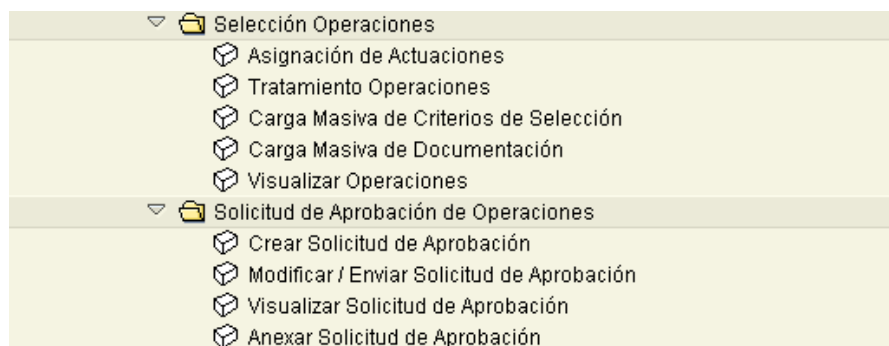 Selección Operaciones
Asignación de Actuaciones
Tratamiento Operaciones
Carga Masiva de Criterios de Selección
Carga Masiva de Documentación
Visualizar Operaciones
Solicitud de Aprobación de Operaciones
Crear Solicitud de Aprobación
Modificar / Enviar Solicitud de Aprobación
Visualizar Solicitud de Aprobación
Anexar Solicitud de Aprobación